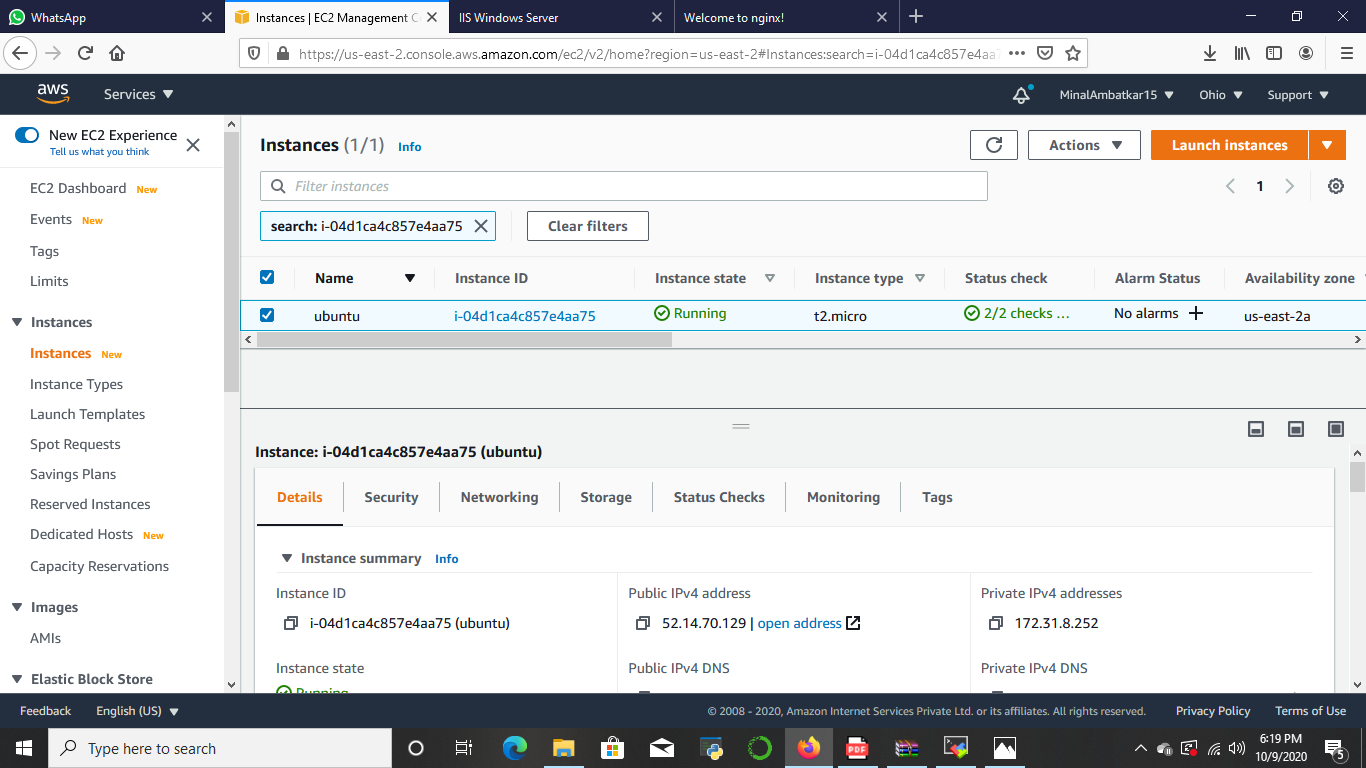 WhatsApp
Instances | EC2 Management C
IIS Windows Server
Welcome to nginx!
https://us-east-2.console.aws.amazon.com/ec2/v2/home?region=us-east-2#Instances:search=i-04d1ca4c857e4aa7
aws
Services
MinalAmbatkar15
Ohio
Support
New EC2 Experience
Tell us what you think
EC2 Dashboard New
Events New
Tags
Limits
Instances
Instances New
Instance Types
Launch Templates
Spot Requests
Savings Plans
Reserved Instances
Dedicated Hosts New
Capacity Reservations
Images
AMIs
Elastic Block Store
Instances (1/1) Info
Actions
Launch instances
Filter instances
1
search: i-04d1ca4c857e4aa75
Clear filters
Name Instance ID Instance state Instance type Status check Alarm Status Availability zone
ubuntu i-04d1ca4c857e4aa75 Running t2.micro 2/2 checks ... No alarms us-east-2a
Instance: i-04d1ca4c857e4aa75 (ubuntu)
Details Security Networking Storage Status Checks Monitoring Tags
Instance summary Info
Instance ID Public IPv4 address Private IPv4 addresses
i-04d1ca4c857e4aa75 (ubuntu) 52.14.70.129 | open address 172.31.8.252
Instance state Public IPv4 DNS Private IPv4 DNS
Running
Feedback English (US) © 2008 - 2020, Amazon Internet Services Private Ltd. or its affiliates. All rights reserved. Privacy Policy Terms of Use
Type here to search
PDF
6:19 PM
10/9/2020
5